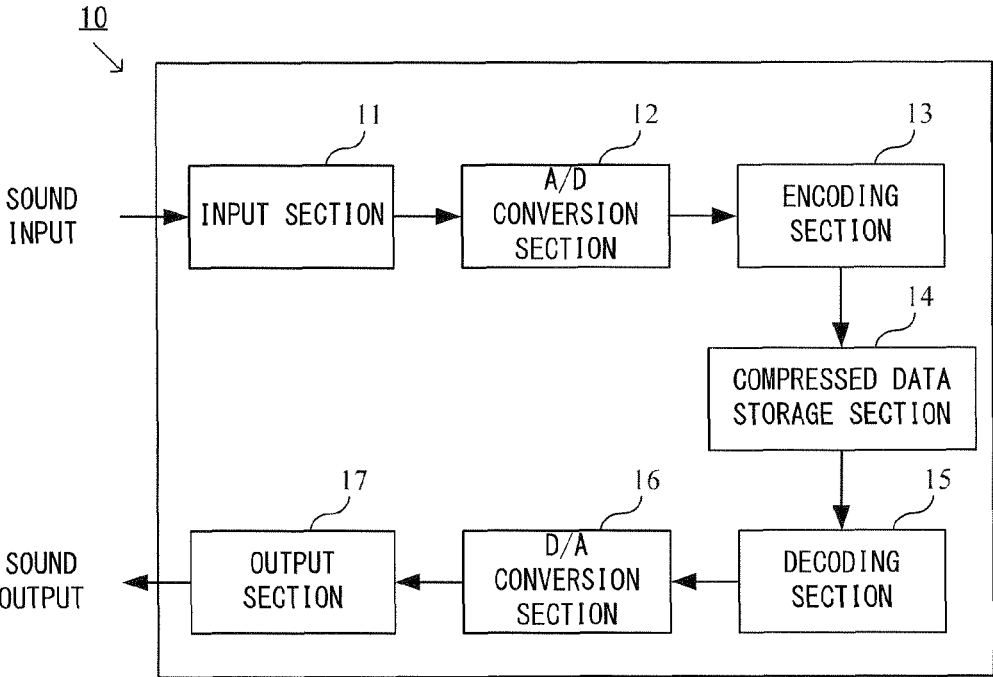 10
11
12
13
SOUND
INPUT
INPUT SECTION
A/D
CONVERSION
SECTION
ENCODING
SECTION
14
COMPRESSED DATA
STORAGE SECTION
17
16
15
SOUND
OUTPUT
OUTPUT
SECTION
D/A
CONVERSION
SECTION
DECODING
SECTION